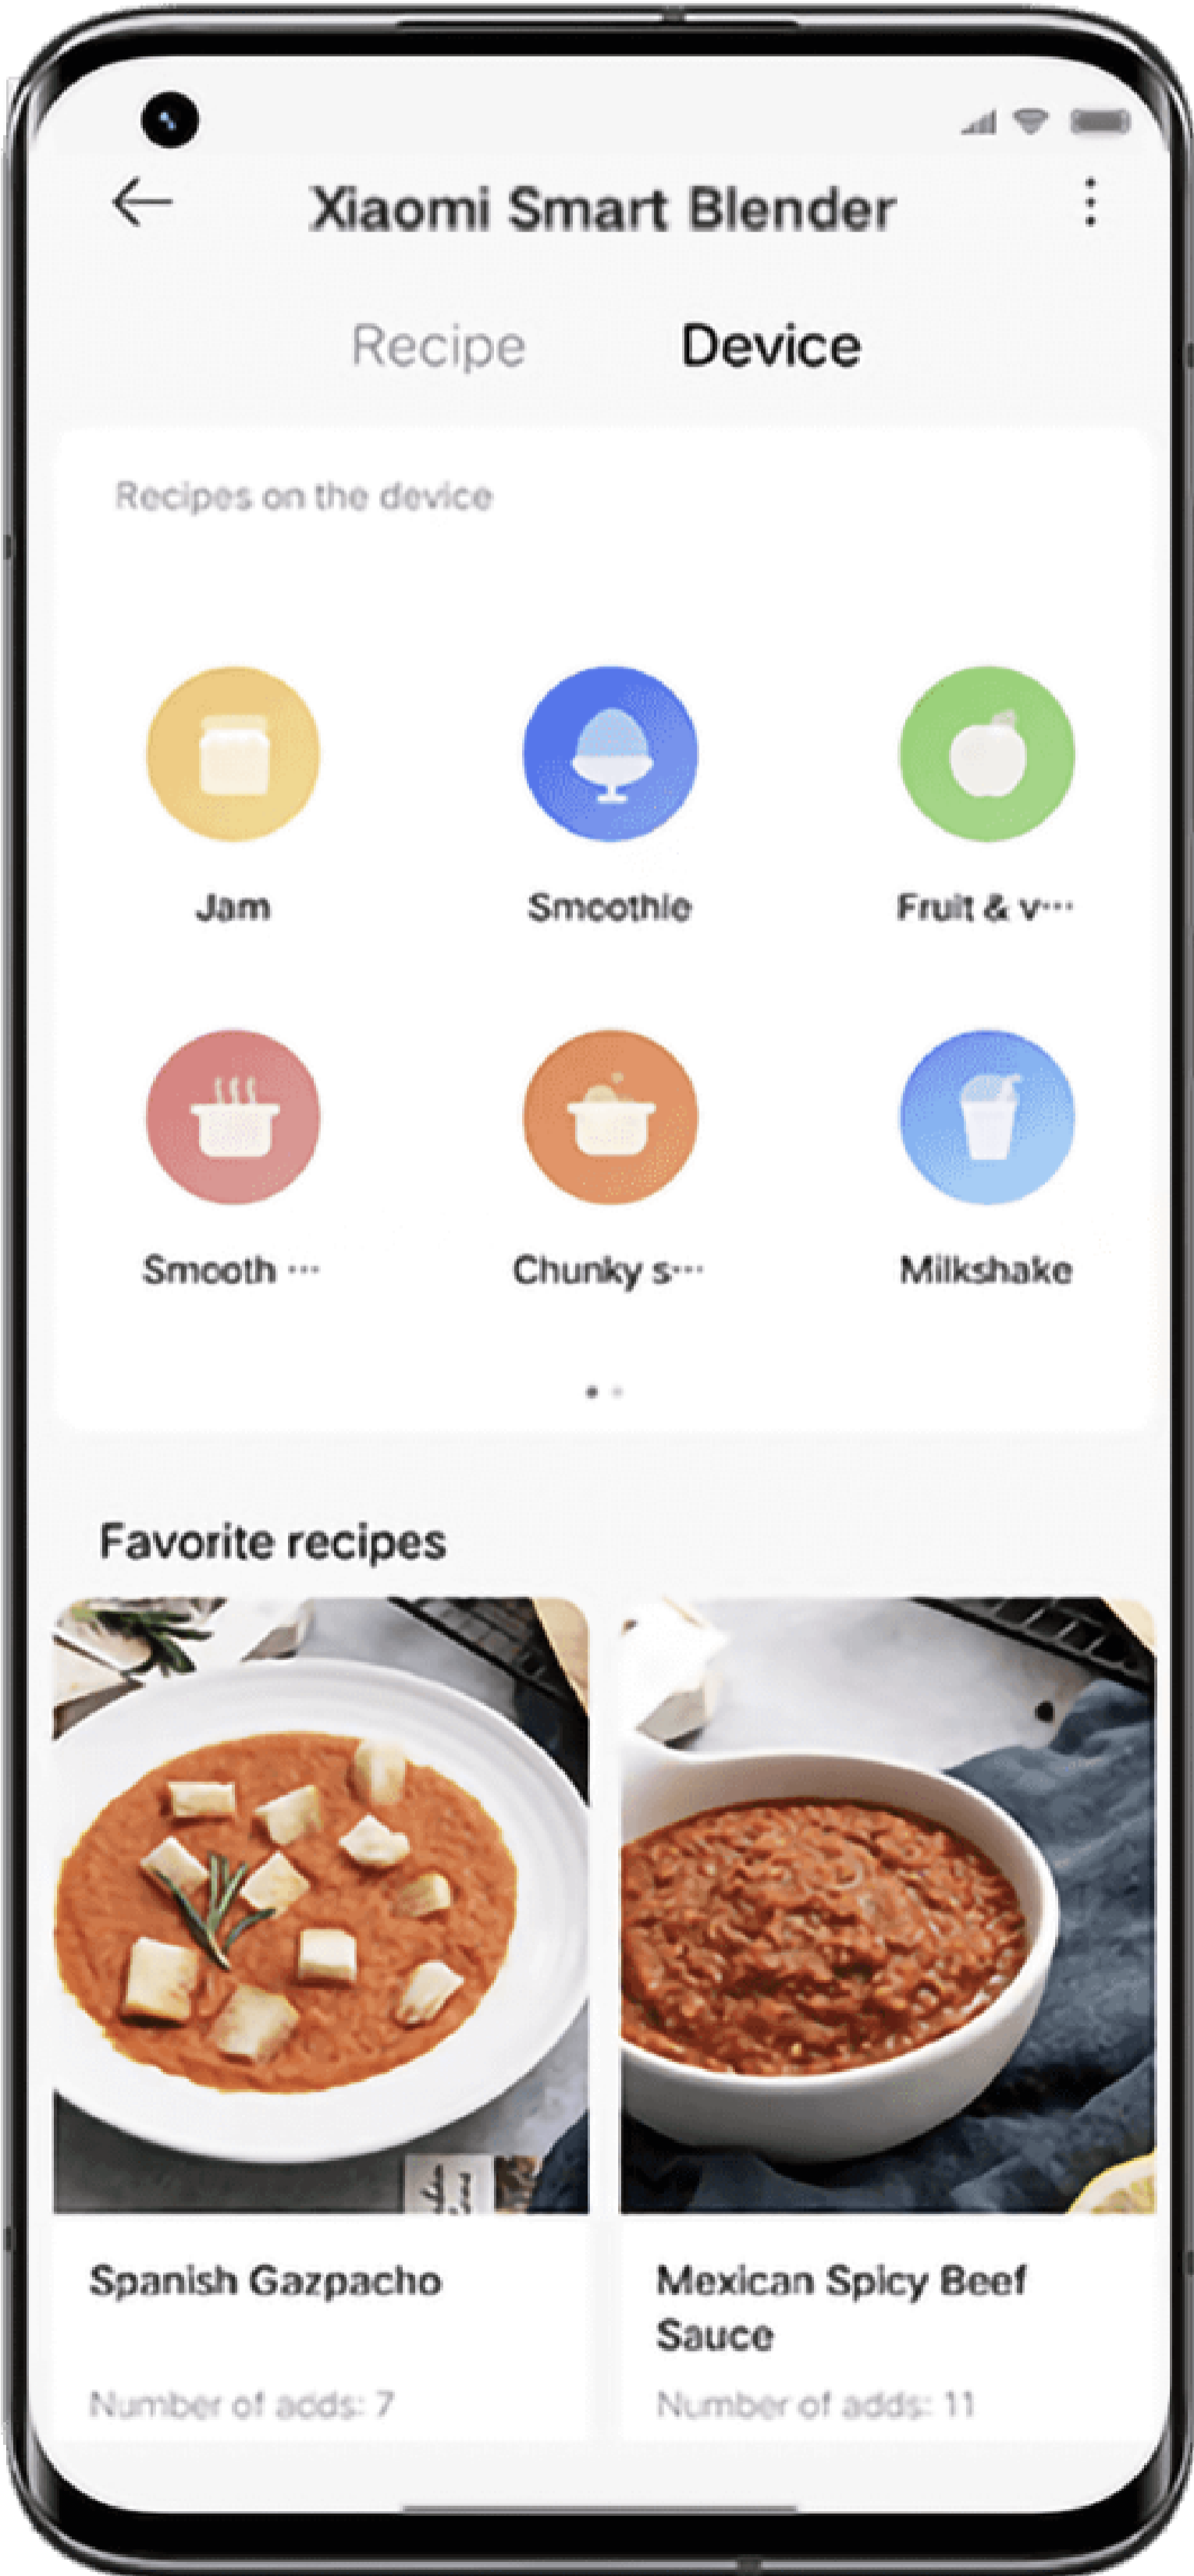 Xiaomi Smart Blender
Recipe Device
Recipes on the device
Jam Smoothie Fruit & v···
Smooth ··· Chunky s··· Milkshake
Favorite recipes
Spanish Gazpacho
Mexican Spicy Beef
Sauce
Number of adds: 7
Number of adds: 11